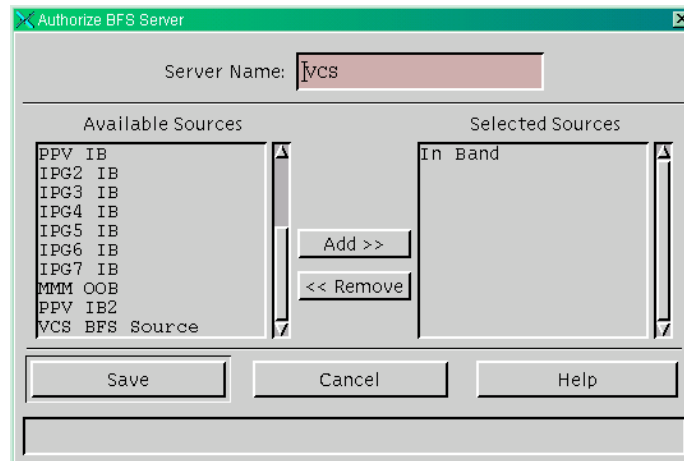 Authorize BFS Server
Server Name: vcs
Available Sources
PPV IB
IPG2 IB
IPG3 IB
IPG4 IB
IPG5 IB
IPG6 IB
IPG7 IB
MMM OOB
PPV IB2
VCS BFS Source
Add >>
<< Remove
Selected Sources
In Band
Save
Cancel
Help